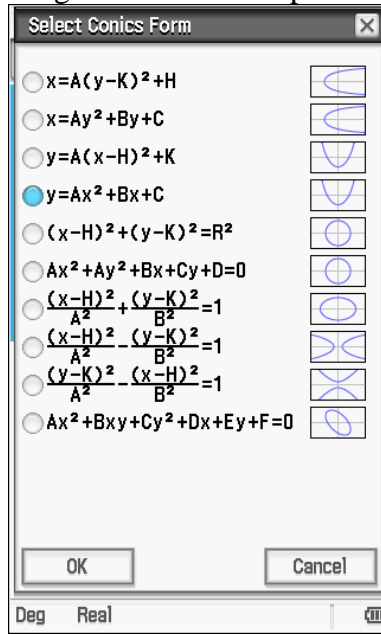 Select Conics Form
x=A(y-K)²+H
x=Ay²+By+C
y=A(x-H)²+K
y=Ax²+Bx+C
(x-H)²+(y-K)²=R²
Ax²+Ay²+Bx+Cy+D=0
(x-H)²/A²+(y-K)²/B²=1
(x-H)²/A²-(y-K)²/B²=1
(y-K)²/A²-(x-H)²/B²=1
Ax²+Bxy+Cy²+Dx+Ey+F=0
OK Cancel
Deg Real